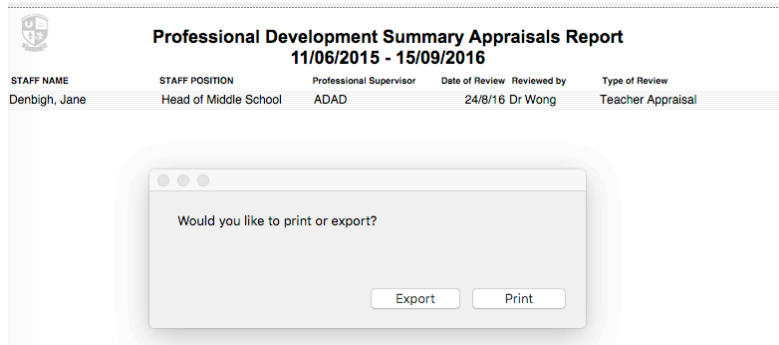 Professional Development Summary Appraisals Report
11/06/2015 - 15/09/2016
STAFF NAME STAFF POSITION Professional Supervisor Date of Review Reviewed by Type of Review
Denbigh, Jane Head of Middle School ADAD 24/8/16 Dr Wong Teacher Appraisal
Would you like to print or export?
Export Print